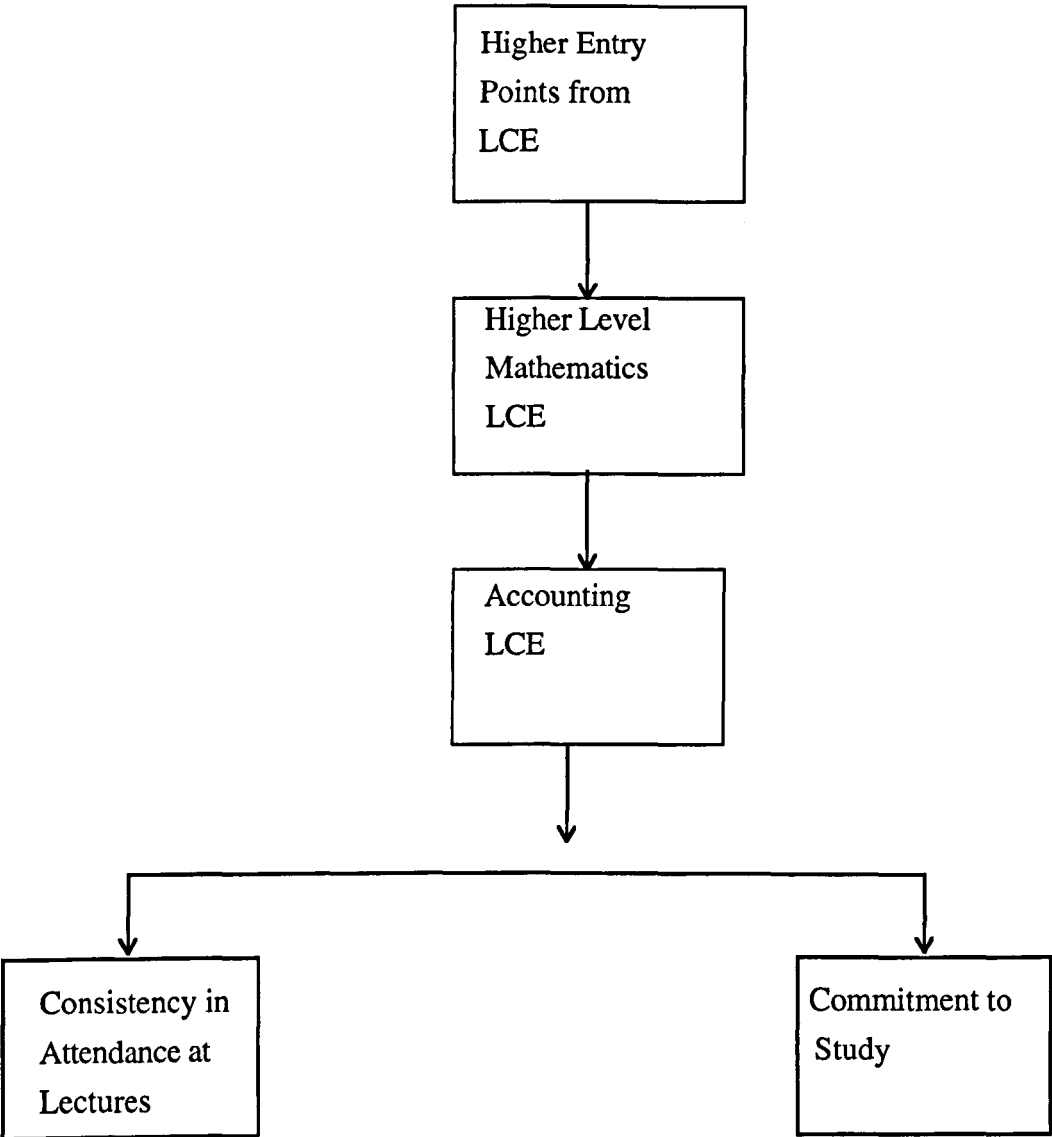 Higher Entry
Points from
LCE
Higher Level
Mathematics
LCE
Accounting
LCE
Consistency in
Attendance at
Lectures
Commitment to
Study